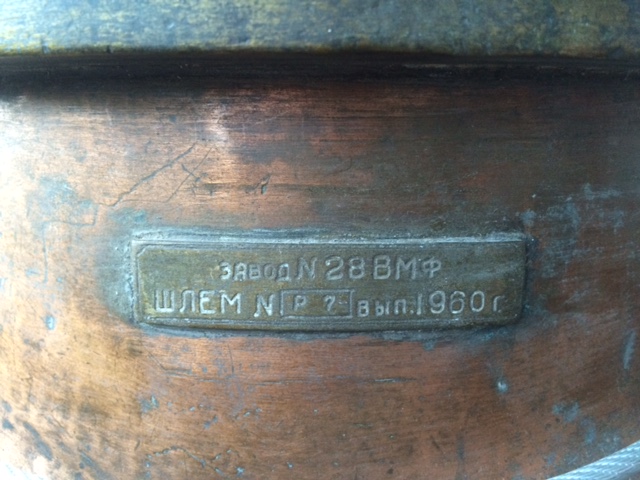 ЗАВОД N 28 ВМФ
ШЛЕМ N Р 7 ВЫП. 1960 г.